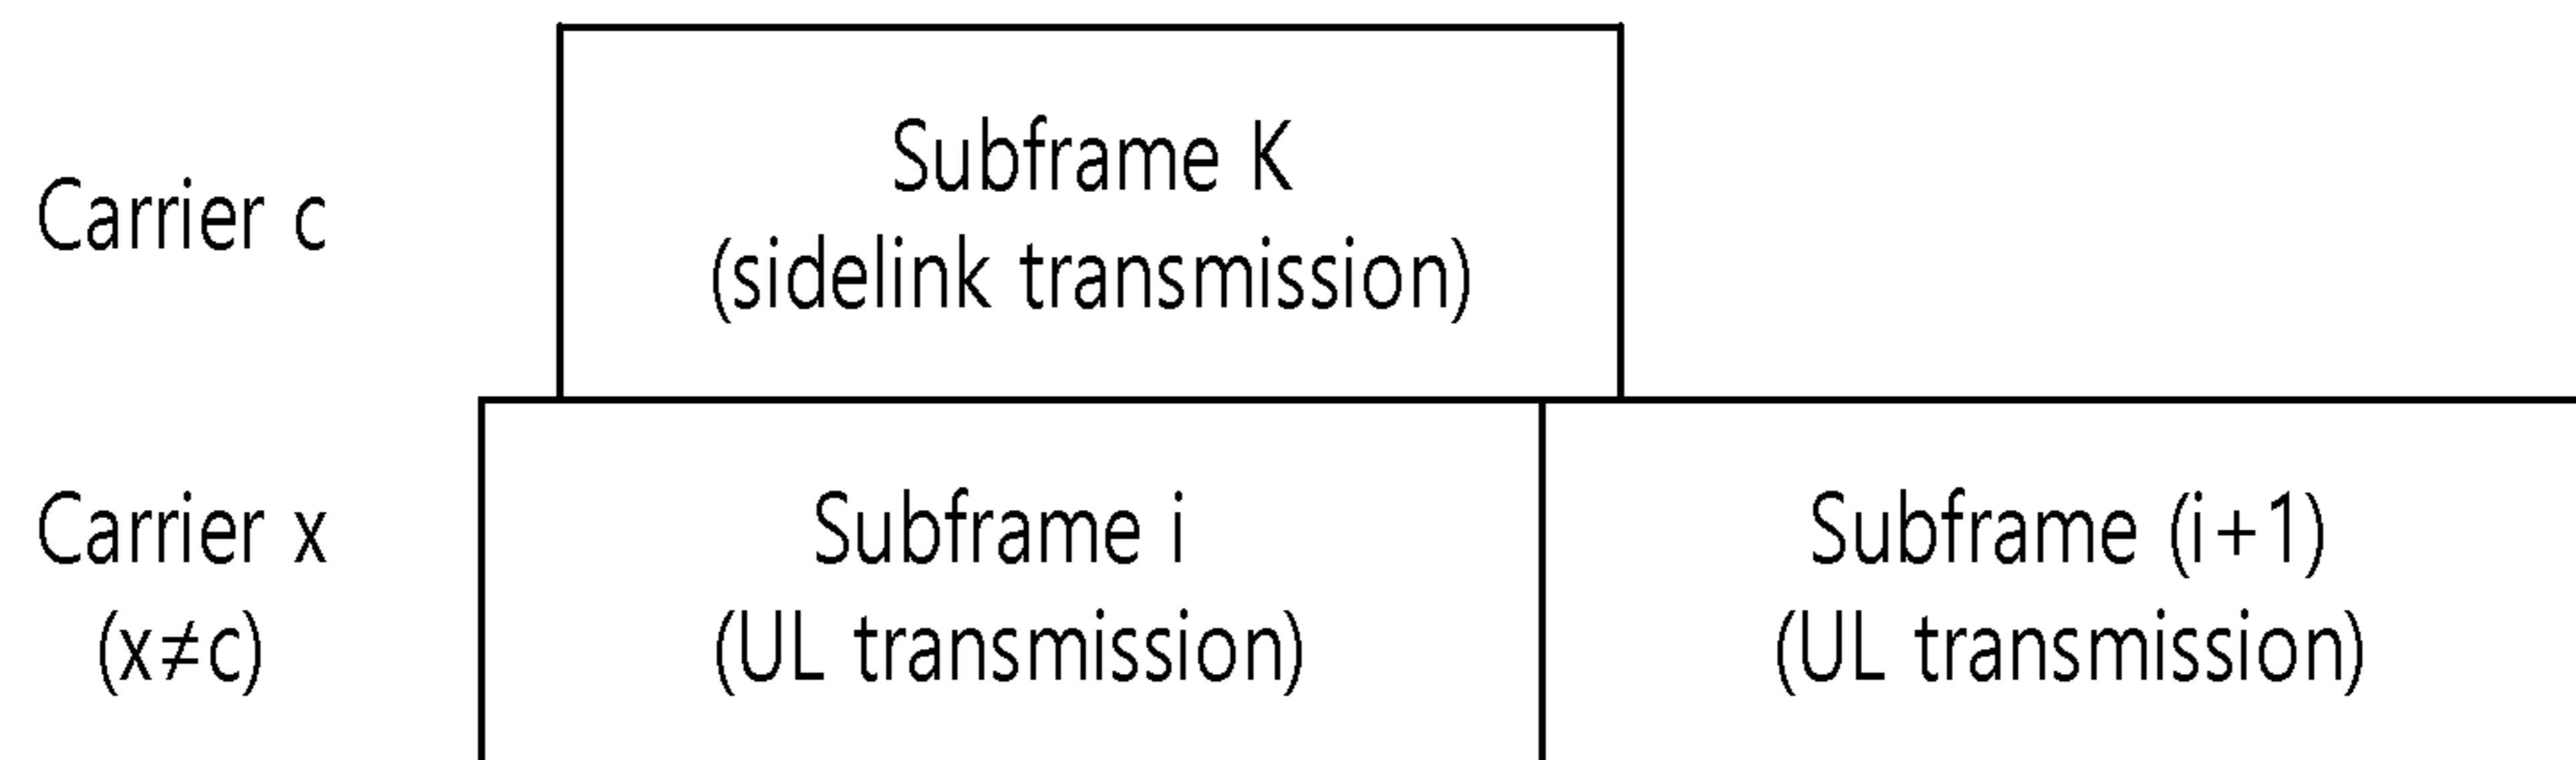 Carrier c
Subframe K
(sidelink transmission)
Carrier x
(x≠c)
Subframe i
(UL transmission)
Subframe (i+1)
(UL transmission)